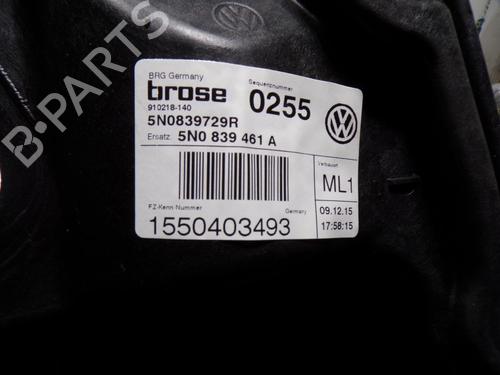 BRG Germany
brose
910218-140
Sequenznummer
0255
5N0839729R
Ersatz: 5N0 839 461 A
Verbauort
ML1
FZ-Kenn Nummer
Germany
1550403493
09.12.15
17:58:15
B-Parts